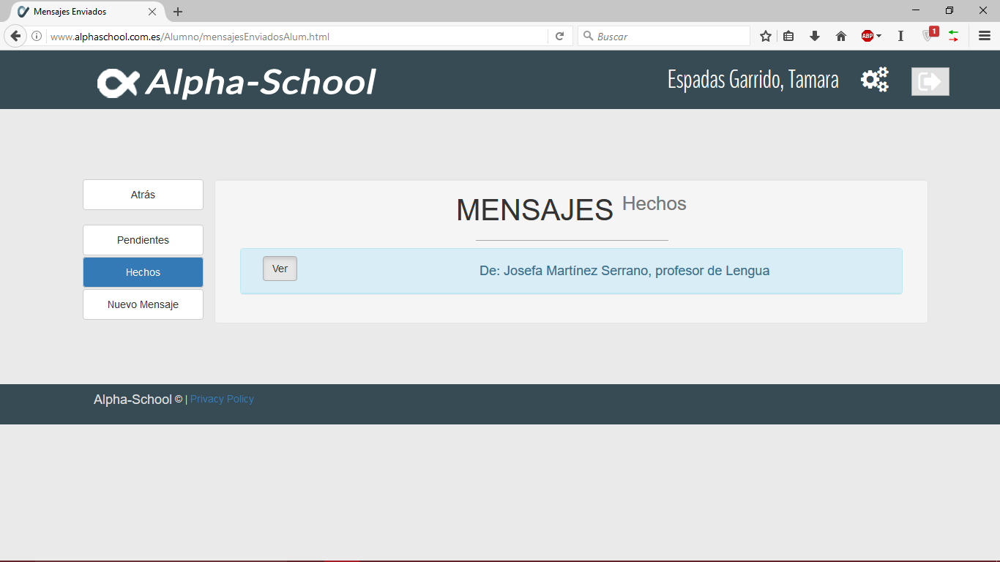 Mensajes Enviados
www.alphaschool.com.es/Alumno/mensajesEnviadosAlum.html
Buscar
ABP
1
Alpha-School
Espadas Garrido, Tamara
Atrás
Pendientes
Hechos
Nuevo Mensaje
MENSAJES Hechos
Ver
De: Josefa Martínez Serrano, profesor de Lengua
Alpha-School © | Privacy Policy